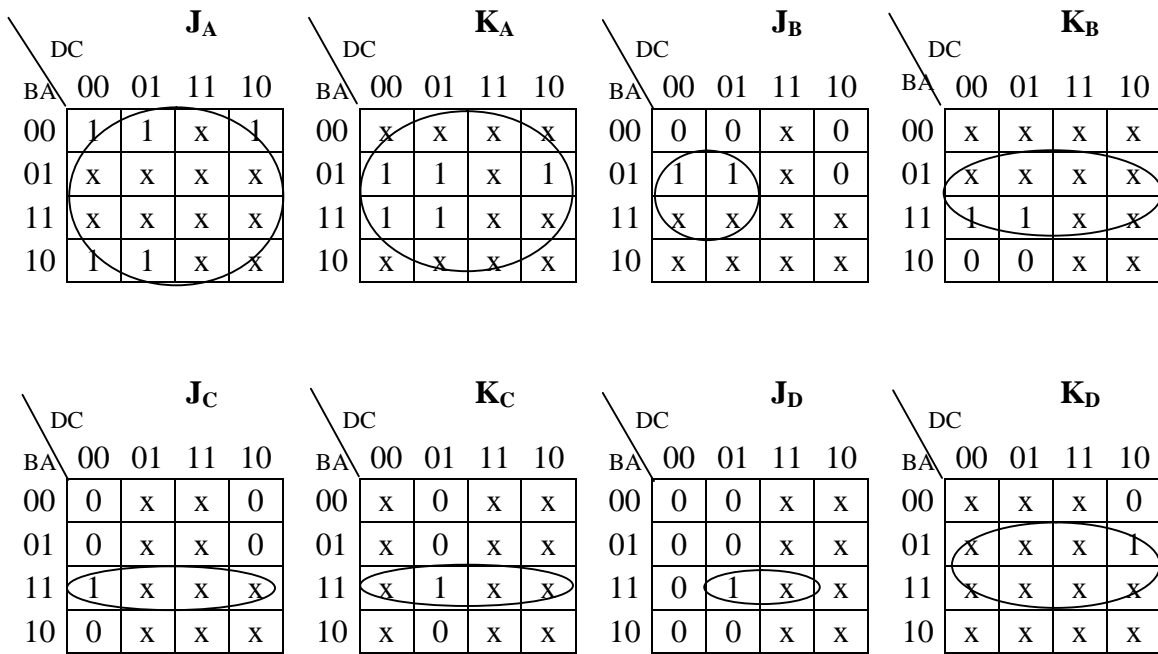 J_A K_A J_B K_B
DC DC DC DC
BA 00 01 11 10 BA 00 01 11 10 BA 00 01 11 10 BA 00 01 11 10
00 1 1 x 1 00 x x x x 00 0 0 x 0 00 x x x x
01 x x x x 01 1 1 x 1 01 1 1 x 0 01 x x x x
11 x x x x 11 1 1 x x 11 x x x x 11 1 1 x x
10 1 1 x x 10 x x x x 10 x x x x 10 0 0 x x
J_C K_C J_D K_D
DC DC DC DC
BA 00 01 11 10 BA 00 01 11 10 BA 00 01 11 10 BA 00 01 11 10
00 0 x x 0 00 x 0 x x 00 0 0 x x 00 x x x 0
01 0 x x 0 01 x 0 x x 01 0 0 x x 01 x x x 1
11 1 x x x 11 x 1 x x 11 0 1 x x 11 x x x x
10 0 x x x 10 x 0 x x 10 0 0 x x 10 x x x x